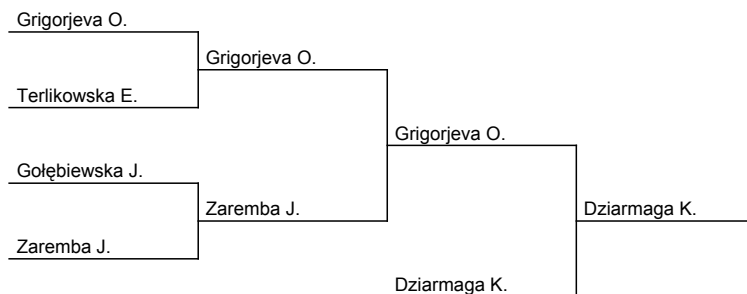 Grigorjeva O.
Grigorjeva O.
Terlikowska E.
Grigorjeva O.
Gołębiewska J.
Zaremba J.
Dziarmaga K.
Zaremba J.
Dziarmaga K.